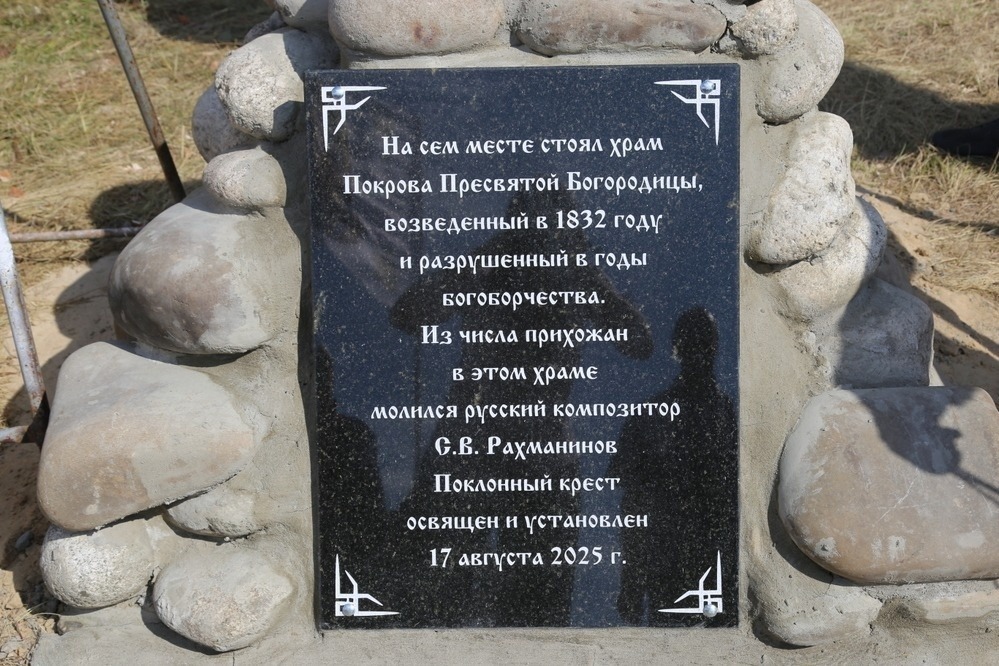 На сем месте стоял храм
Покрова Пресвятой Богородицы,
возведенный в 1832 году
и разрушенный в годы
богоборчества.
Из числа прихожан
в этом храме
молился русский композитор
С.В. Рахманинов
Поклонный крест
освящен и установлен
17 августа 2025 г.